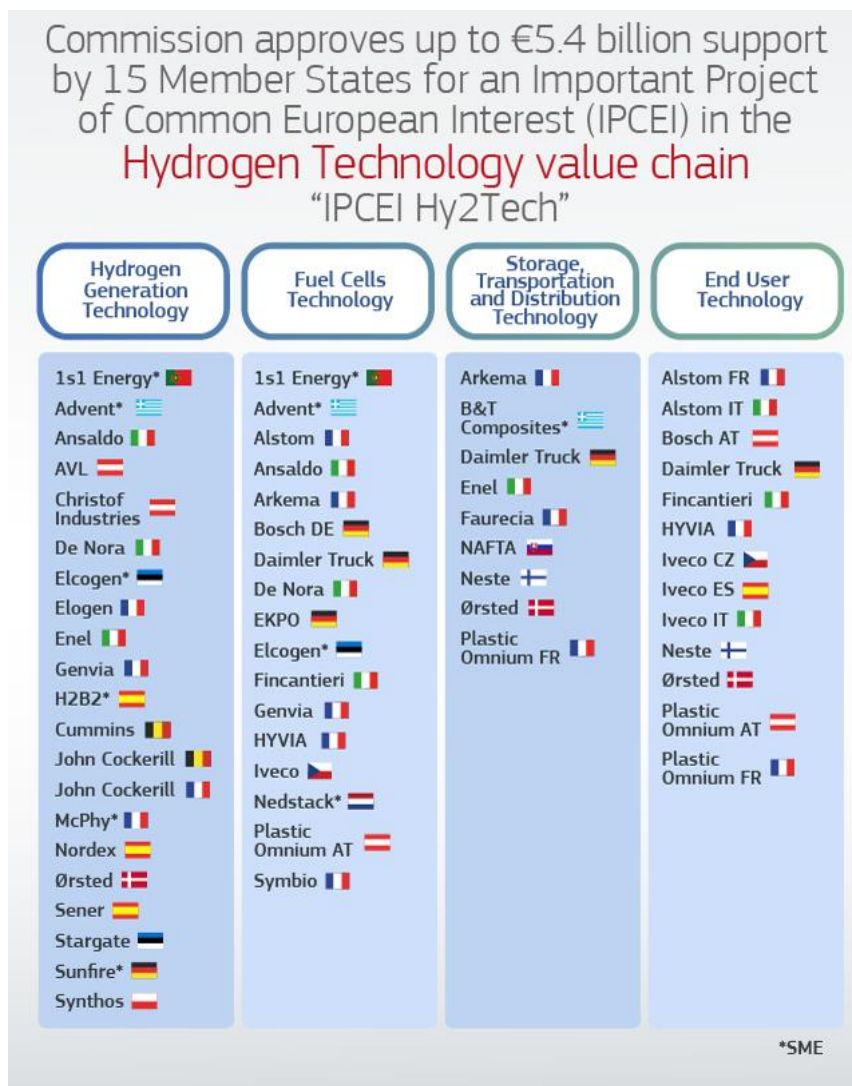 Commission approves up to €5.4 billion support
by 15 Member States for an Important Project
of Common European Interest (IPCEI) in the
Hydrogen Technology value chain
“IPCEI Hy2Tech”
Hydrogen
Generation
Technology
1s1 Energy*
Advent*
Ansaldo
AVL
Christof
Industries
De Nora
Elcogen*
Elogen
Enel
Genvia
H2B2*
Cummins
John Cockerill
John Cockerill
McPhy*
Nordex
Ørsted
Sener
Stargate
Sunfire*
Synthos
Fuel Cells
Technology
1s1 Energy*
Advent*
Alstom
Ansaldo
Arkema
Bosch DE
Daimler Truck
De Nora
EKPO
Elcogen*
Fincantieri
Genvia
HYVIA
Iveco
Nedstack*
Plastic
Omnium AT
Symbio
Storage,
Transportation
and Distribution
Technology
Arkema
B&T
Composites*
Daimler Truck
Enel
Faurecia
NAFTA
Neste
Ørsted
Plastic
Omnium FR
End User
Technology
Alstom FR
Alstom IT
Bosch AT
Daimler Truck
Fincantieri
HYVIA
Iveco CZ
Iveco ES
Iveco IT
Neste
Ørsted
Plastic
Omnium AT
Plastic
Omnium FR
*SME